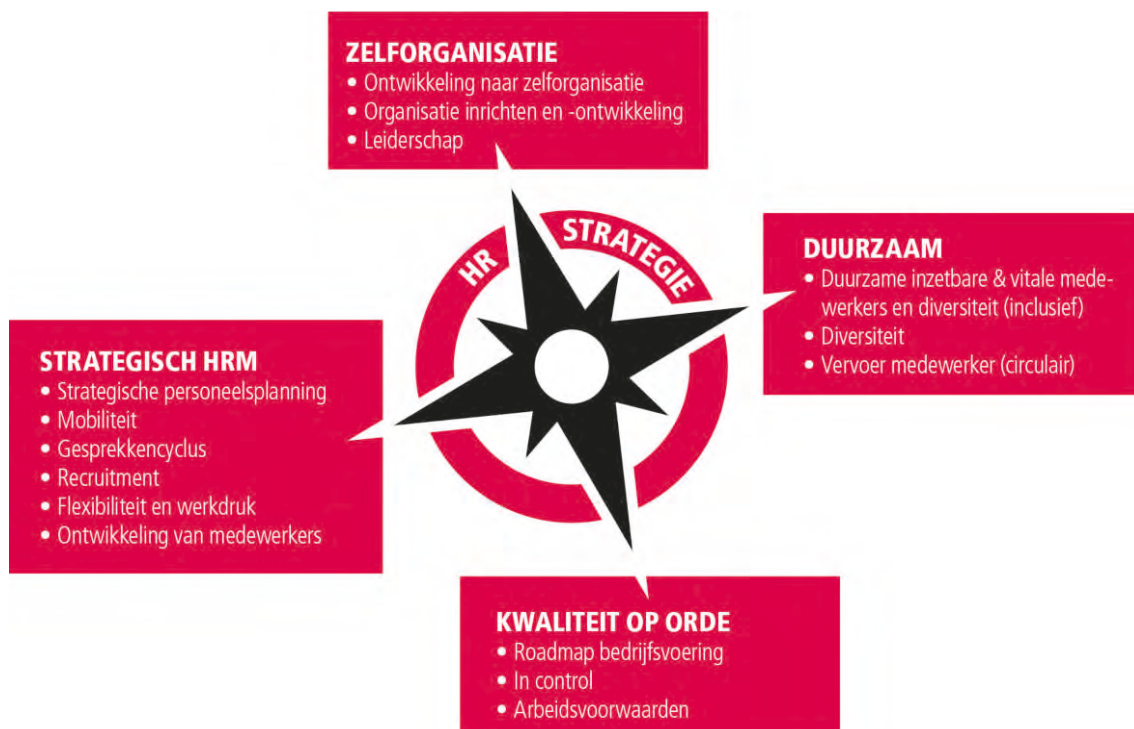 ZELFORGANISATIE
• Ontwikkeling naar zelforganisatie
• Organisatie inrichten en -ontwikkeling
• Leiderschap
HR STRATEGIE
DUURZAAM
• Duurzame inzetbare & vitale mede-
werkers en diversiteit (inclusief)
• Diversiteit
• Vervoer medewerker (circulair)
STRATEGISCH HRM
• Strategische personeelsplanning
• Mobiliteit
• Gesprekkencyclus
• Recruitment
• Flexibiliteit en werkdruk
• Ontwikkeling van medewerkers
KWALITEIT OP ORDE
• Roadmap bedrijfsvoering
• In control
• Arbeidsvoorwaarden